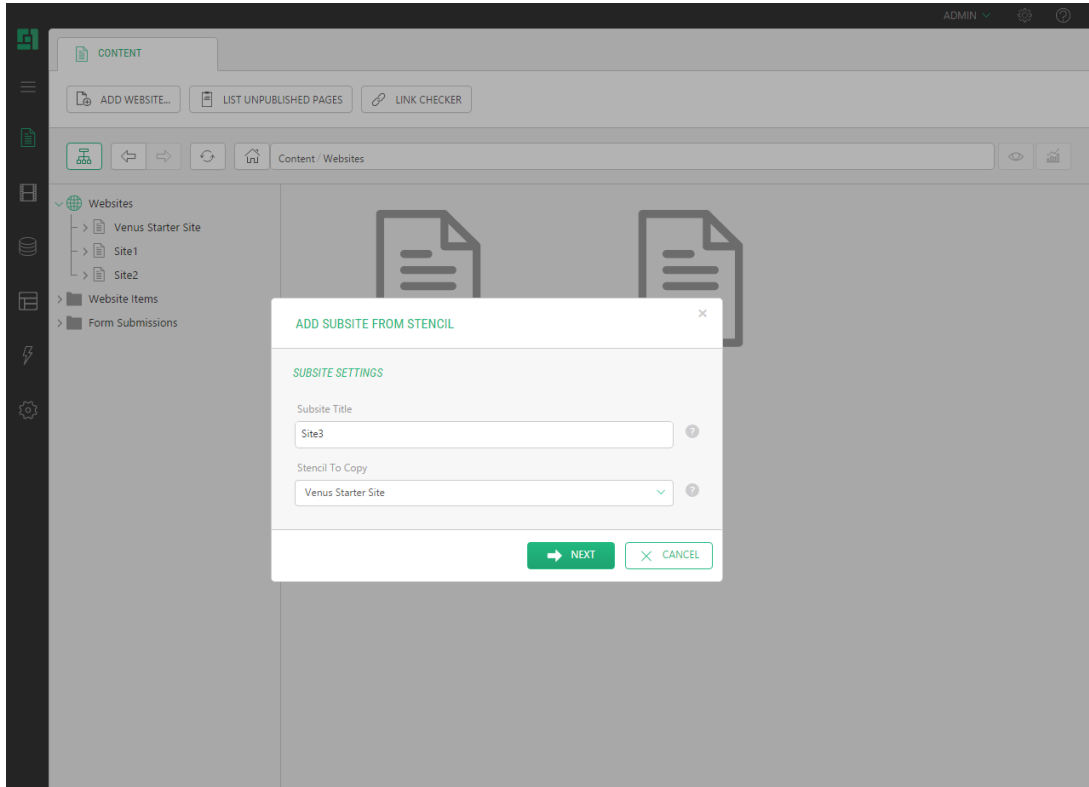 ADMIN
CONTENT
ADD WEBSITE...
LIST UNPUBLISHED PAGES
LINK CHECKER
Content / Websites
Websites
Venus Starter Site
Site1
Site2
Website Items
Form Submissions
ADD SUBSITE FROM STENCIL
SUBSITE SETTINGS
Subsite Title
Site3
Stencil To Copy
Venus Starter Site
NEXT
CANCEL